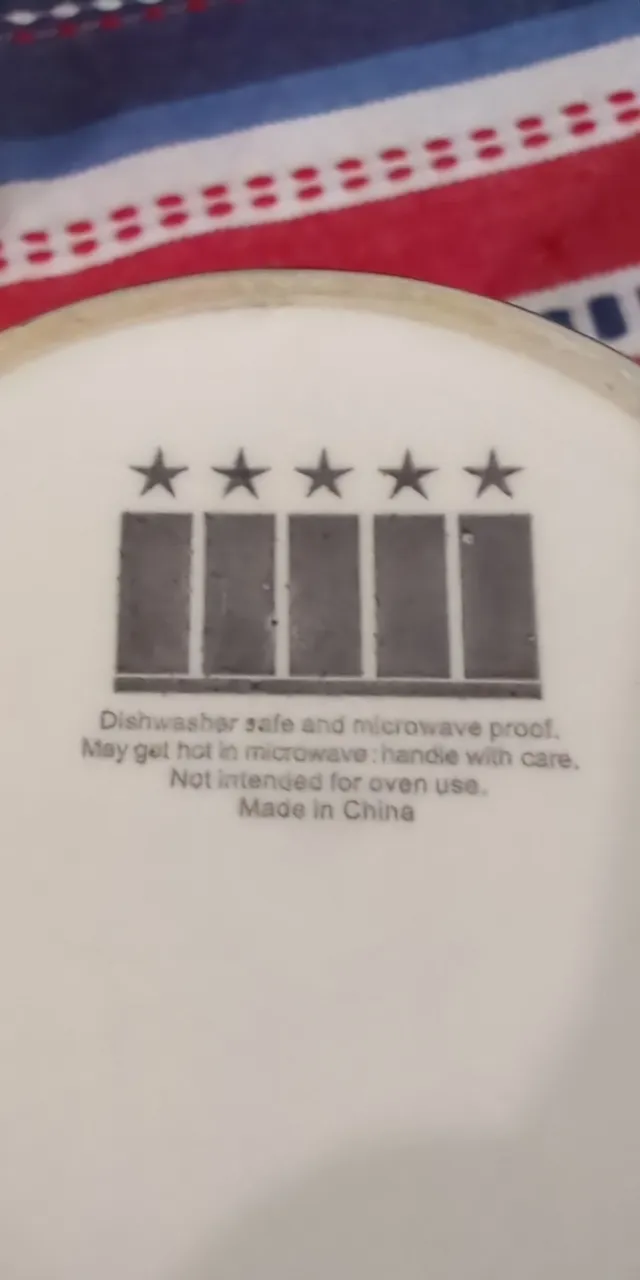 Dishwasher safe and microwave proof.
May get hot in microwave : handle with care.
Not intended for oven use.
Made in China